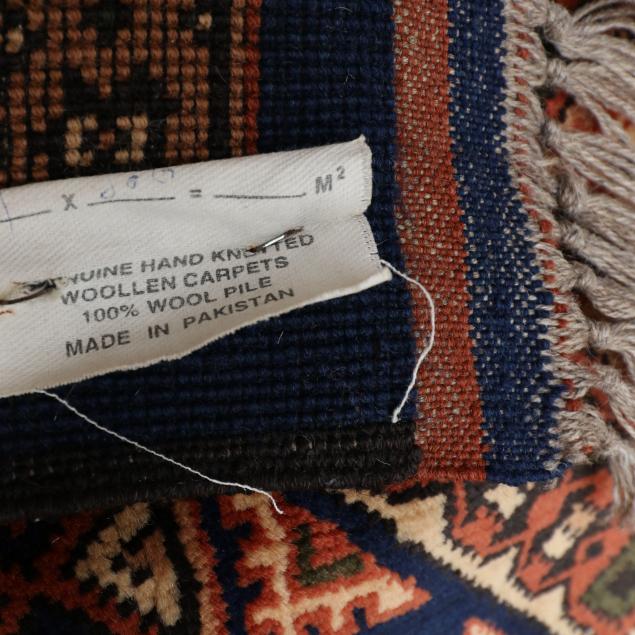 X = M²
NUINE HAND KNOTTED
WOOLLEN CARPETS
100% WOOL PILE
MADE IN PAKISTAN